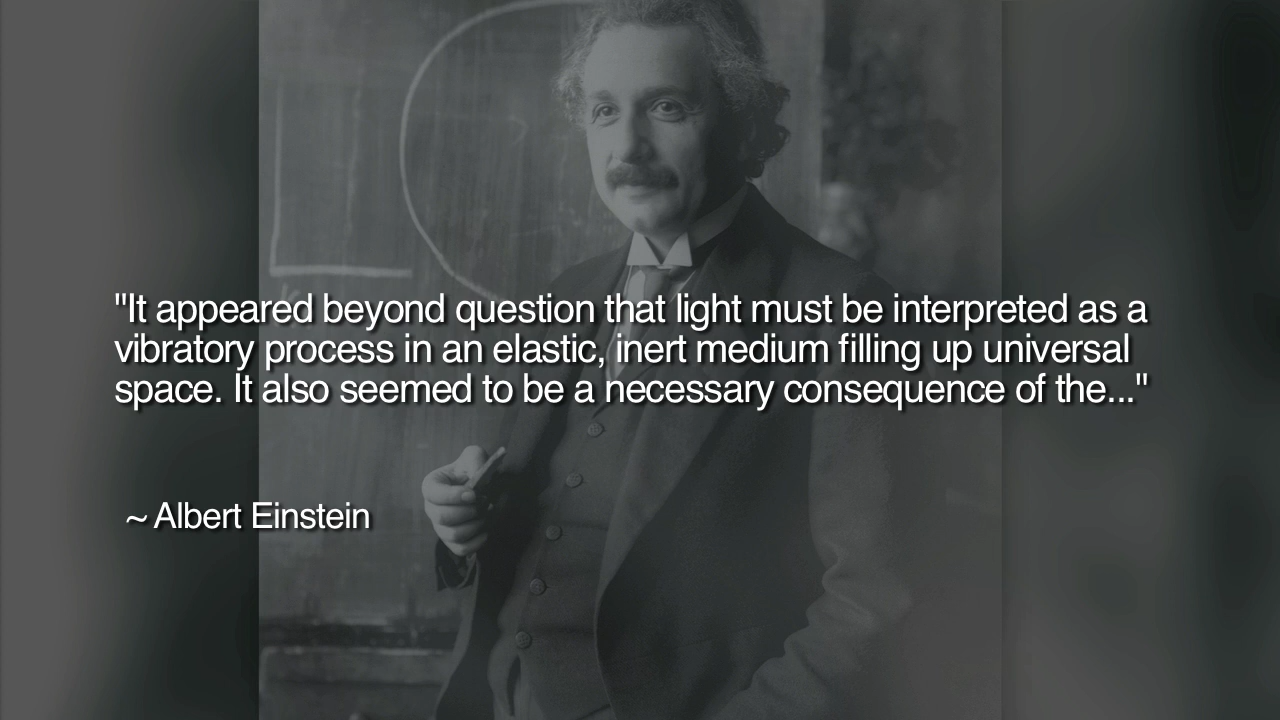 "It appeared beyond question that light must be interpreted as a
vibratory process in an elastic, inert medium filling up universal
space. It also seemed to be a necessary consequence of the..."
~ Albert Einstein